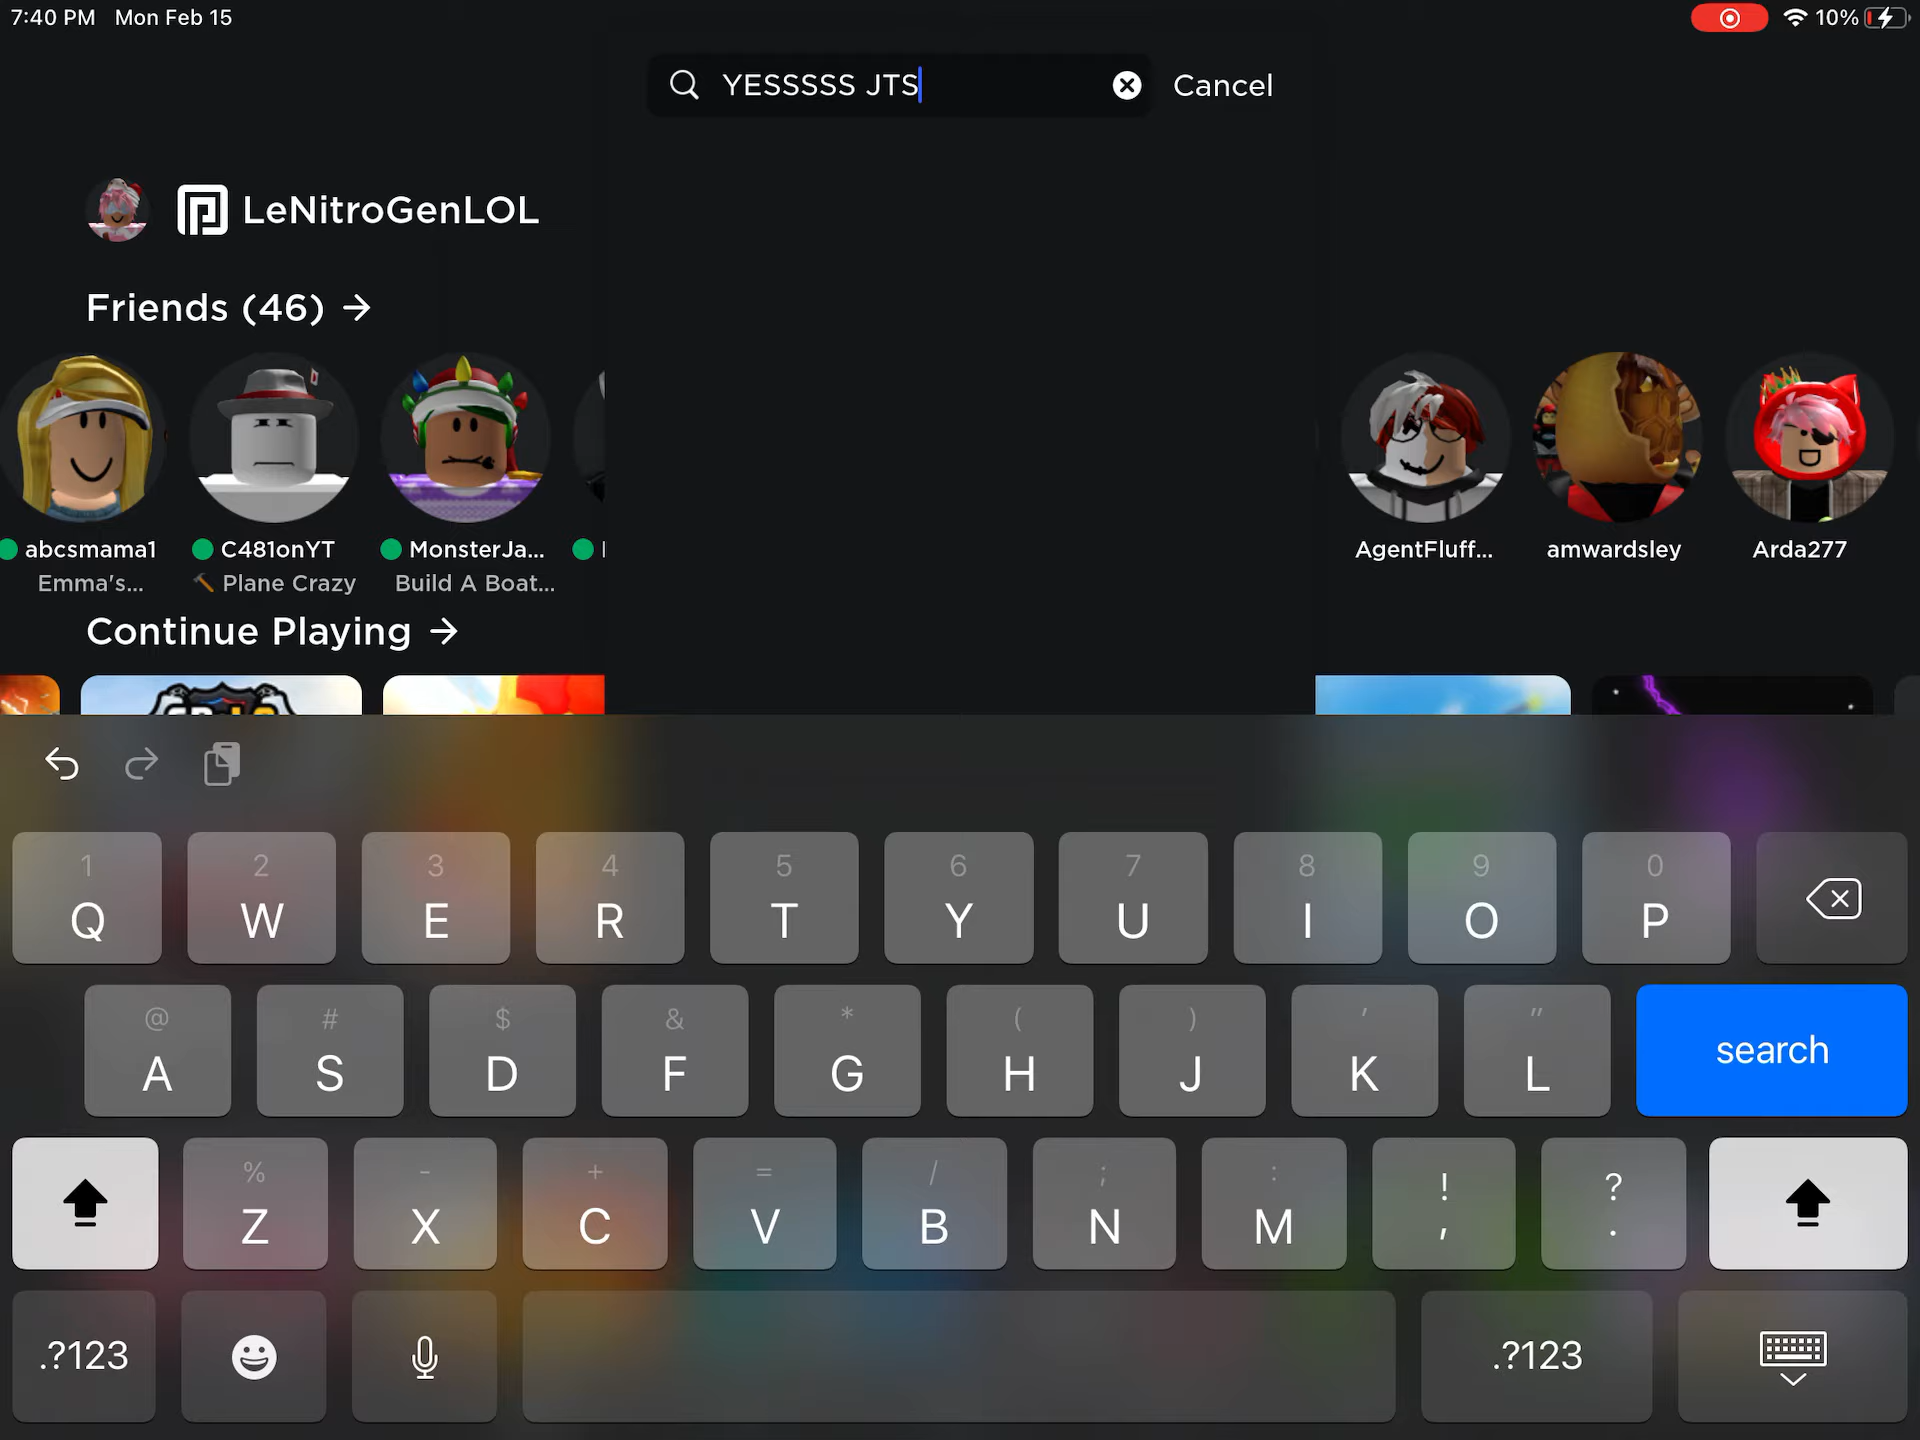 7:40 PM Mon Feb 15
10%
YESSSSS JTS
Cancel
LeNitroGenLOL
Friends (46) →
abcsmama1
C481onYT
MonsterJa...
AgentFluff...
amwardsley
Arda277
Emma's...
Plane Crazy
Build A Boat...
Continue Playing →
1 2 3 4 5 6 7 8 9 0
Q W E R T Y U I O P
@ # $ & * ( ) ' "
A S D F G H J K L
search
% - + = / ; : ! ?
Z X C V B N M , .
.?123
.?123